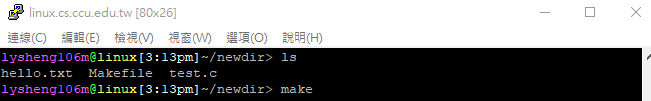 linux.cs.ccu.edu.tw [80x26]
連線(C) 編輯(E) 檢視(V) 視窗(W) 選項(O) 說明(H)
lysheng106m@linux[3:13pm]~/newdir> ls
hello.txt  Makefile  test.c
lysheng106m@linux[3:13pm]~/newdir> make